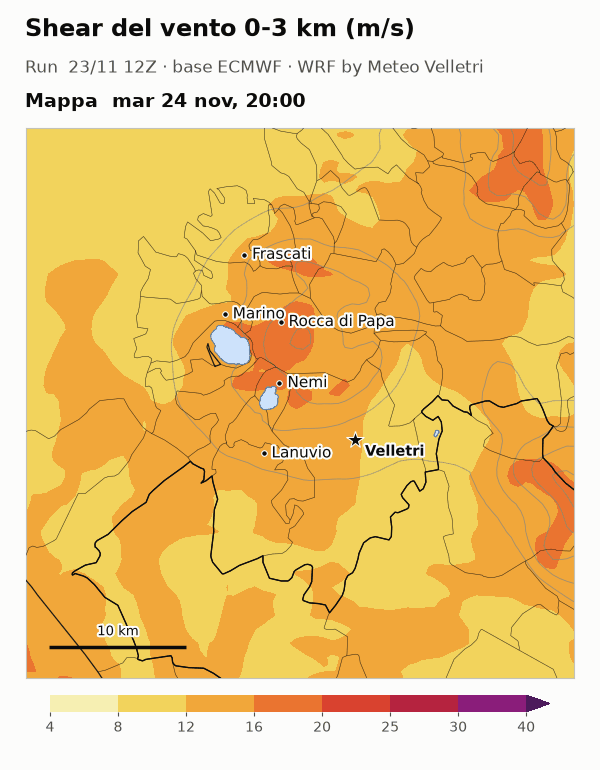 Shear del vento 0-3 km (m/s)
Run  23/11 12Z · base ECMWF · WRF by Meteo Velletri
Mappa  mar 24 nov, 20:00
Frascati
Marino
Rocca di Papa
Nemi
Velletri
Lanuvio
10 km
4 8 12 16 20 25 30 40